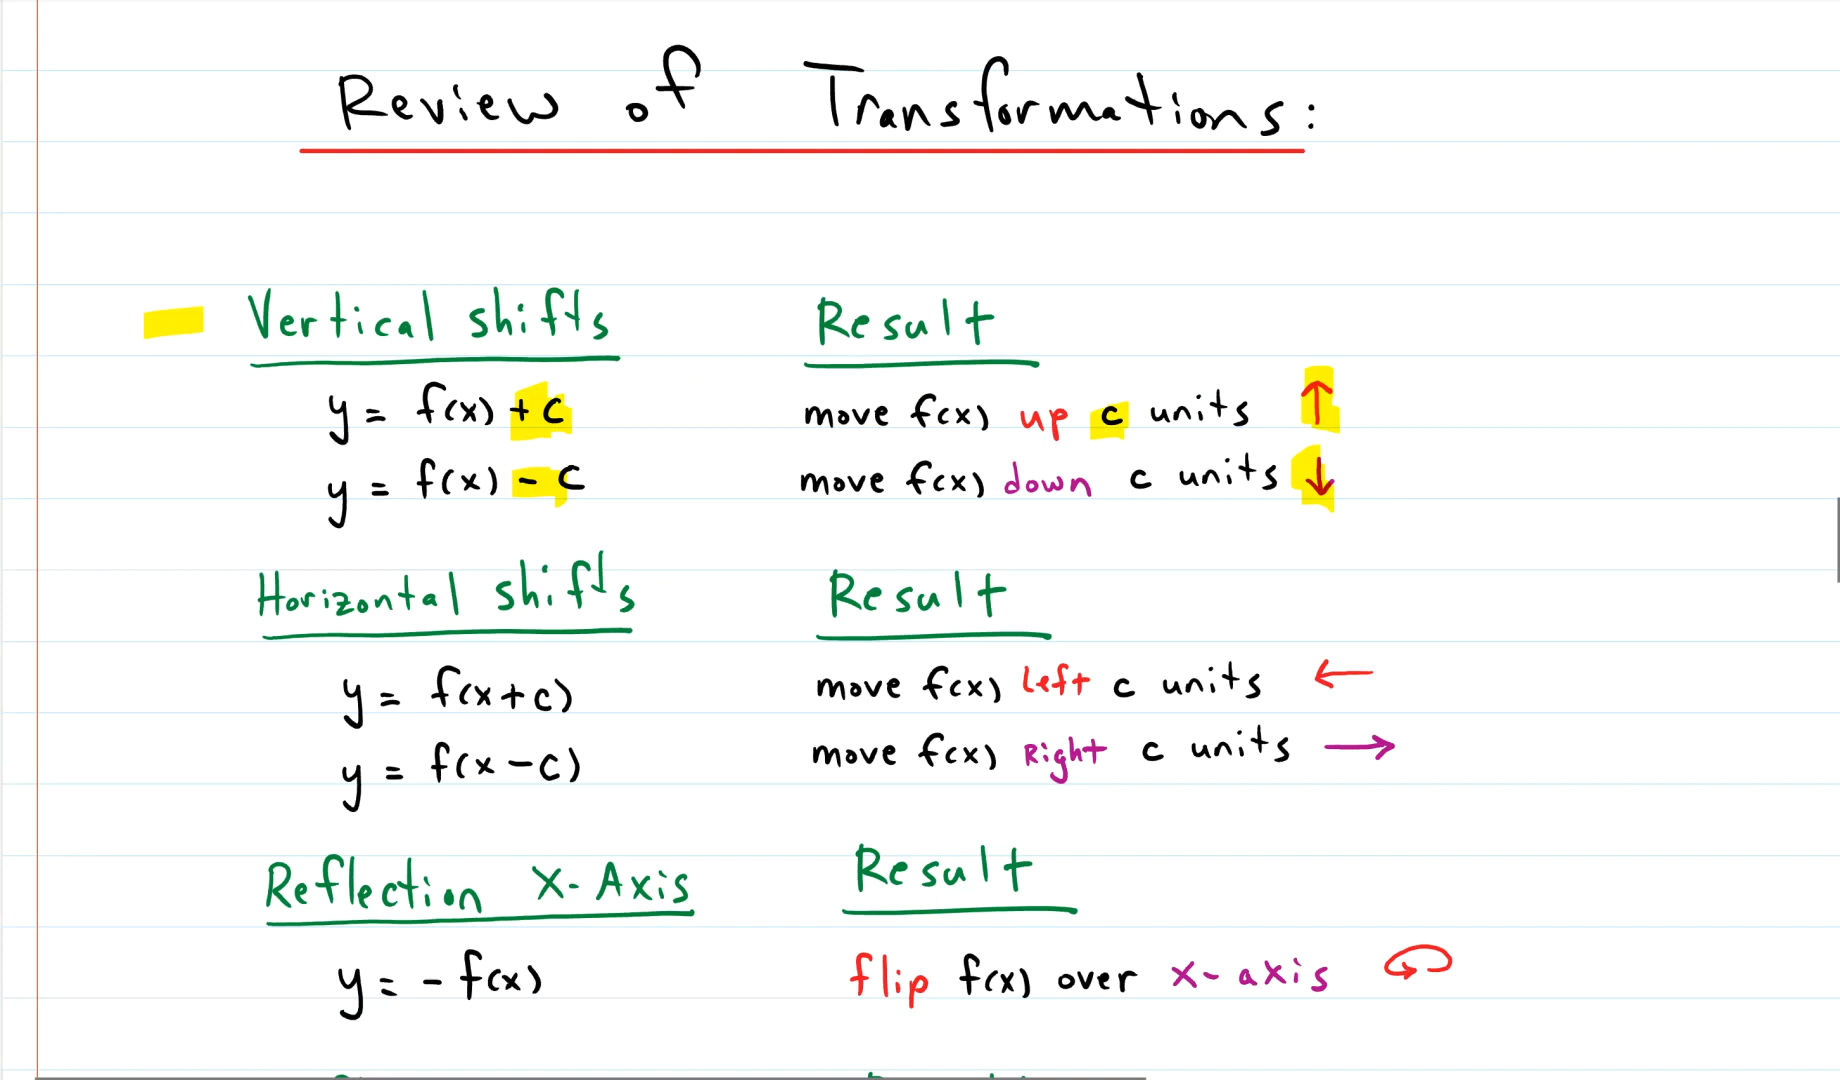 Review of Transformations:
Vertical shifts Result
y = f(x) + c move f(x) up c units ↑
y = f(x) - c move f(x) down c units ↓
Horizontal shifts Result
y = f(x+c) move f(x) left c units ←
y = f(x-c) move f(x) Right c units →
Reflection X-Axis Result
y = - f(x) flip f(x) over x-axis